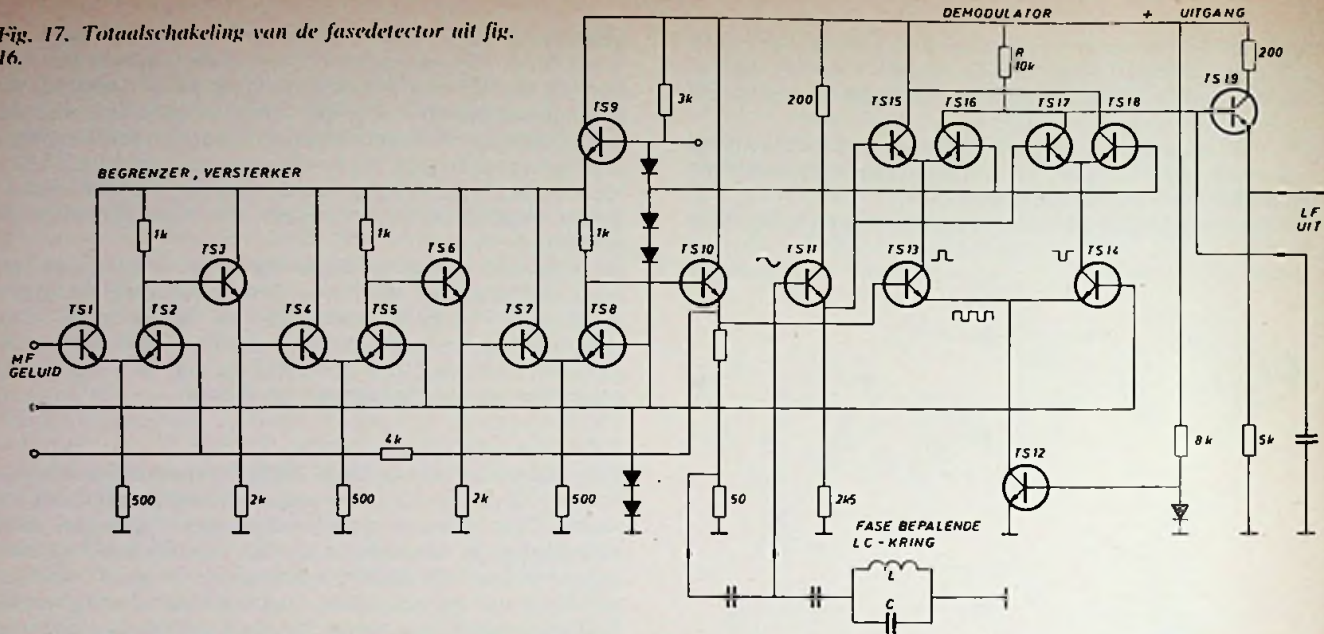 Fig. 17. Totaalschakeling van de fasedetector uit fig.
16.
DEMODULATOR
+ UITGANG
200
R
10k
TS19
TS9
3k
200
TS15
TS16
TS17
TS18
BEGRENZER, VERSTERKER
1k
TS3
1k
TS6
1k
TS10
TS11
TS13
TS14
LF
UIT
TS1
TS2
TS4
TS5
TS7
TS8
MF
GELUID
4k
8k
5k
TS12
500
2k
500
2k
500
50
2k5
FASE BEPALENDE
LC-KRING
L
C